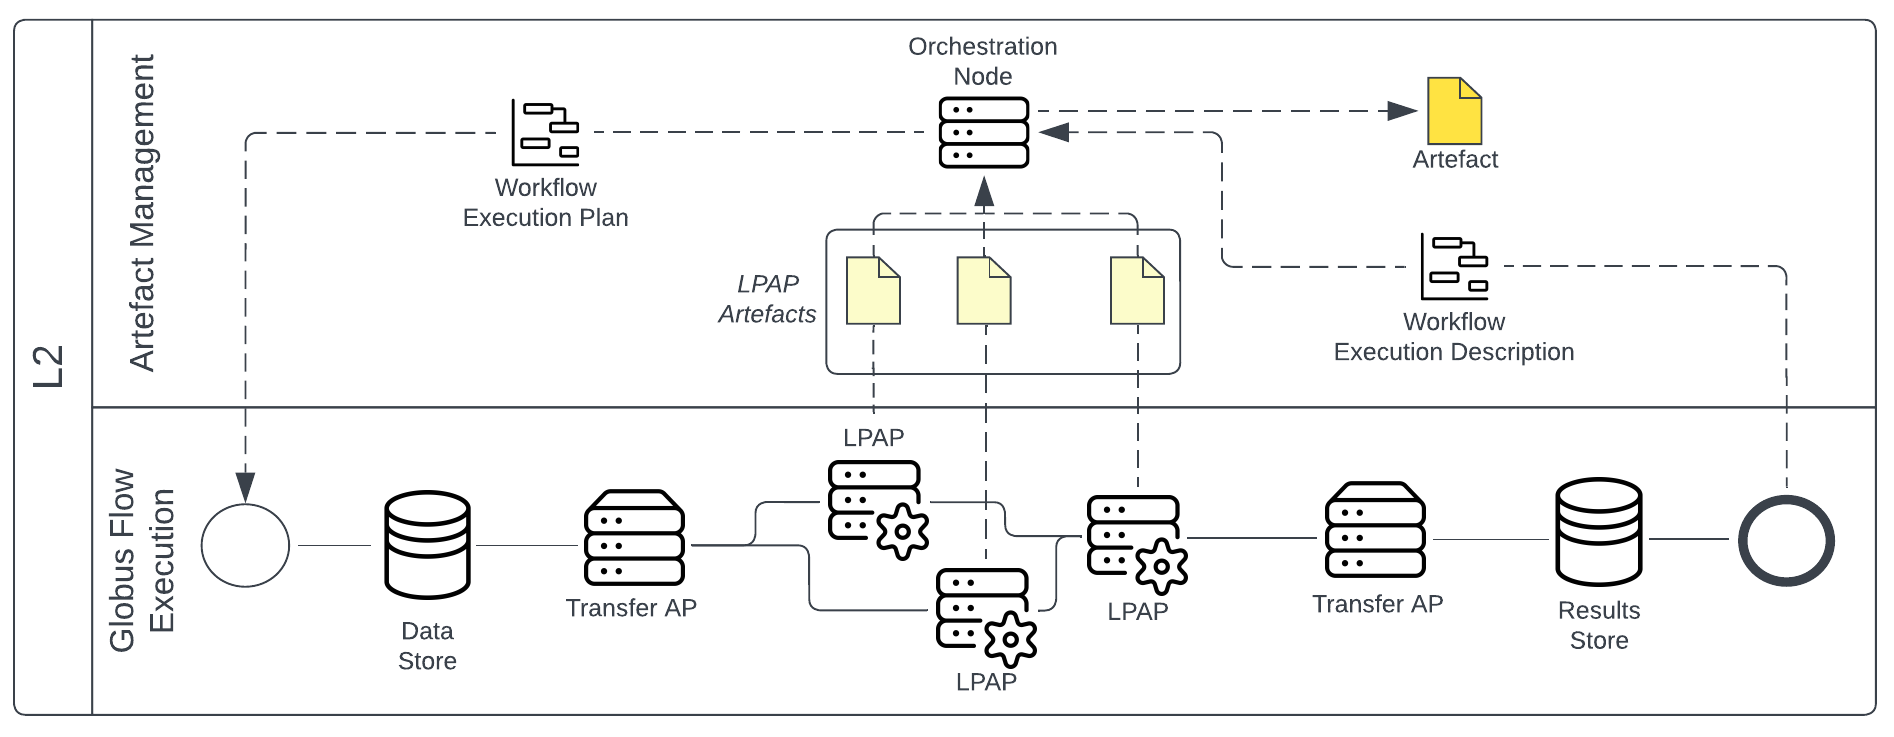 L2
Artefact Management
Orchestration
Node
Artefact
Workflow
Execution Plan
LPAP
Artefacts
Workflow
Execution Description
Globus Flow
Execution
LPAP
Data
Store
Transfer AP
LPAP
LPAP
Transfer AP
Results
Store